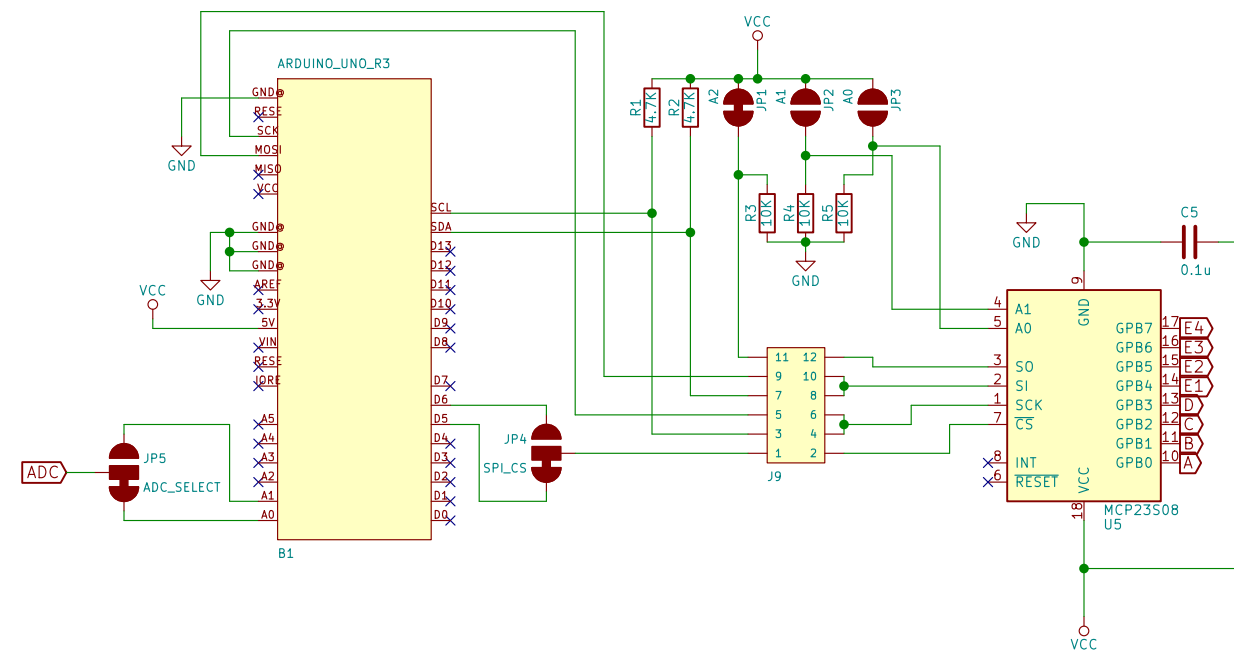 VCC
ARDUINO_UNO_R3
GND@
RESE
SCK
MOSI
MISO
VCC
GND@
GND@
GND@
AREF
3.3V
5V
VIN
RESE
IORE
A5
A4
A3
A2
A1
A0
SCL
SDA
D13
D12
D11
D10
D9
D8
D7
D6
D5
D4
D3
D2
D1
D0
B1
GND
GND
VCC
ADC
JP5
ADC_SELECT
JP4
SPI_CS
R1
4.7K
R2
4.7K
A2
JP1
A1
JP2
A0
JP3
R3
10K
R4
10K
R5
10K
GND
11 12
9 10
7 8
5 6
3 4
1 2
J9
GND
C5
0.1u
9
GND
4 A1
5 A0
3 SO
2 SI
1 SCK
7 CS
8 INT
6 RESET
GPB7 17 E4
GPB6 16 E3
GPB5 15 E2
GPB4 14 E1
GPB3 13 D
GPB2 12 C
GPB1 11 B
GPB0 10 A
VCC
18
MCP23S08
U5
VCC